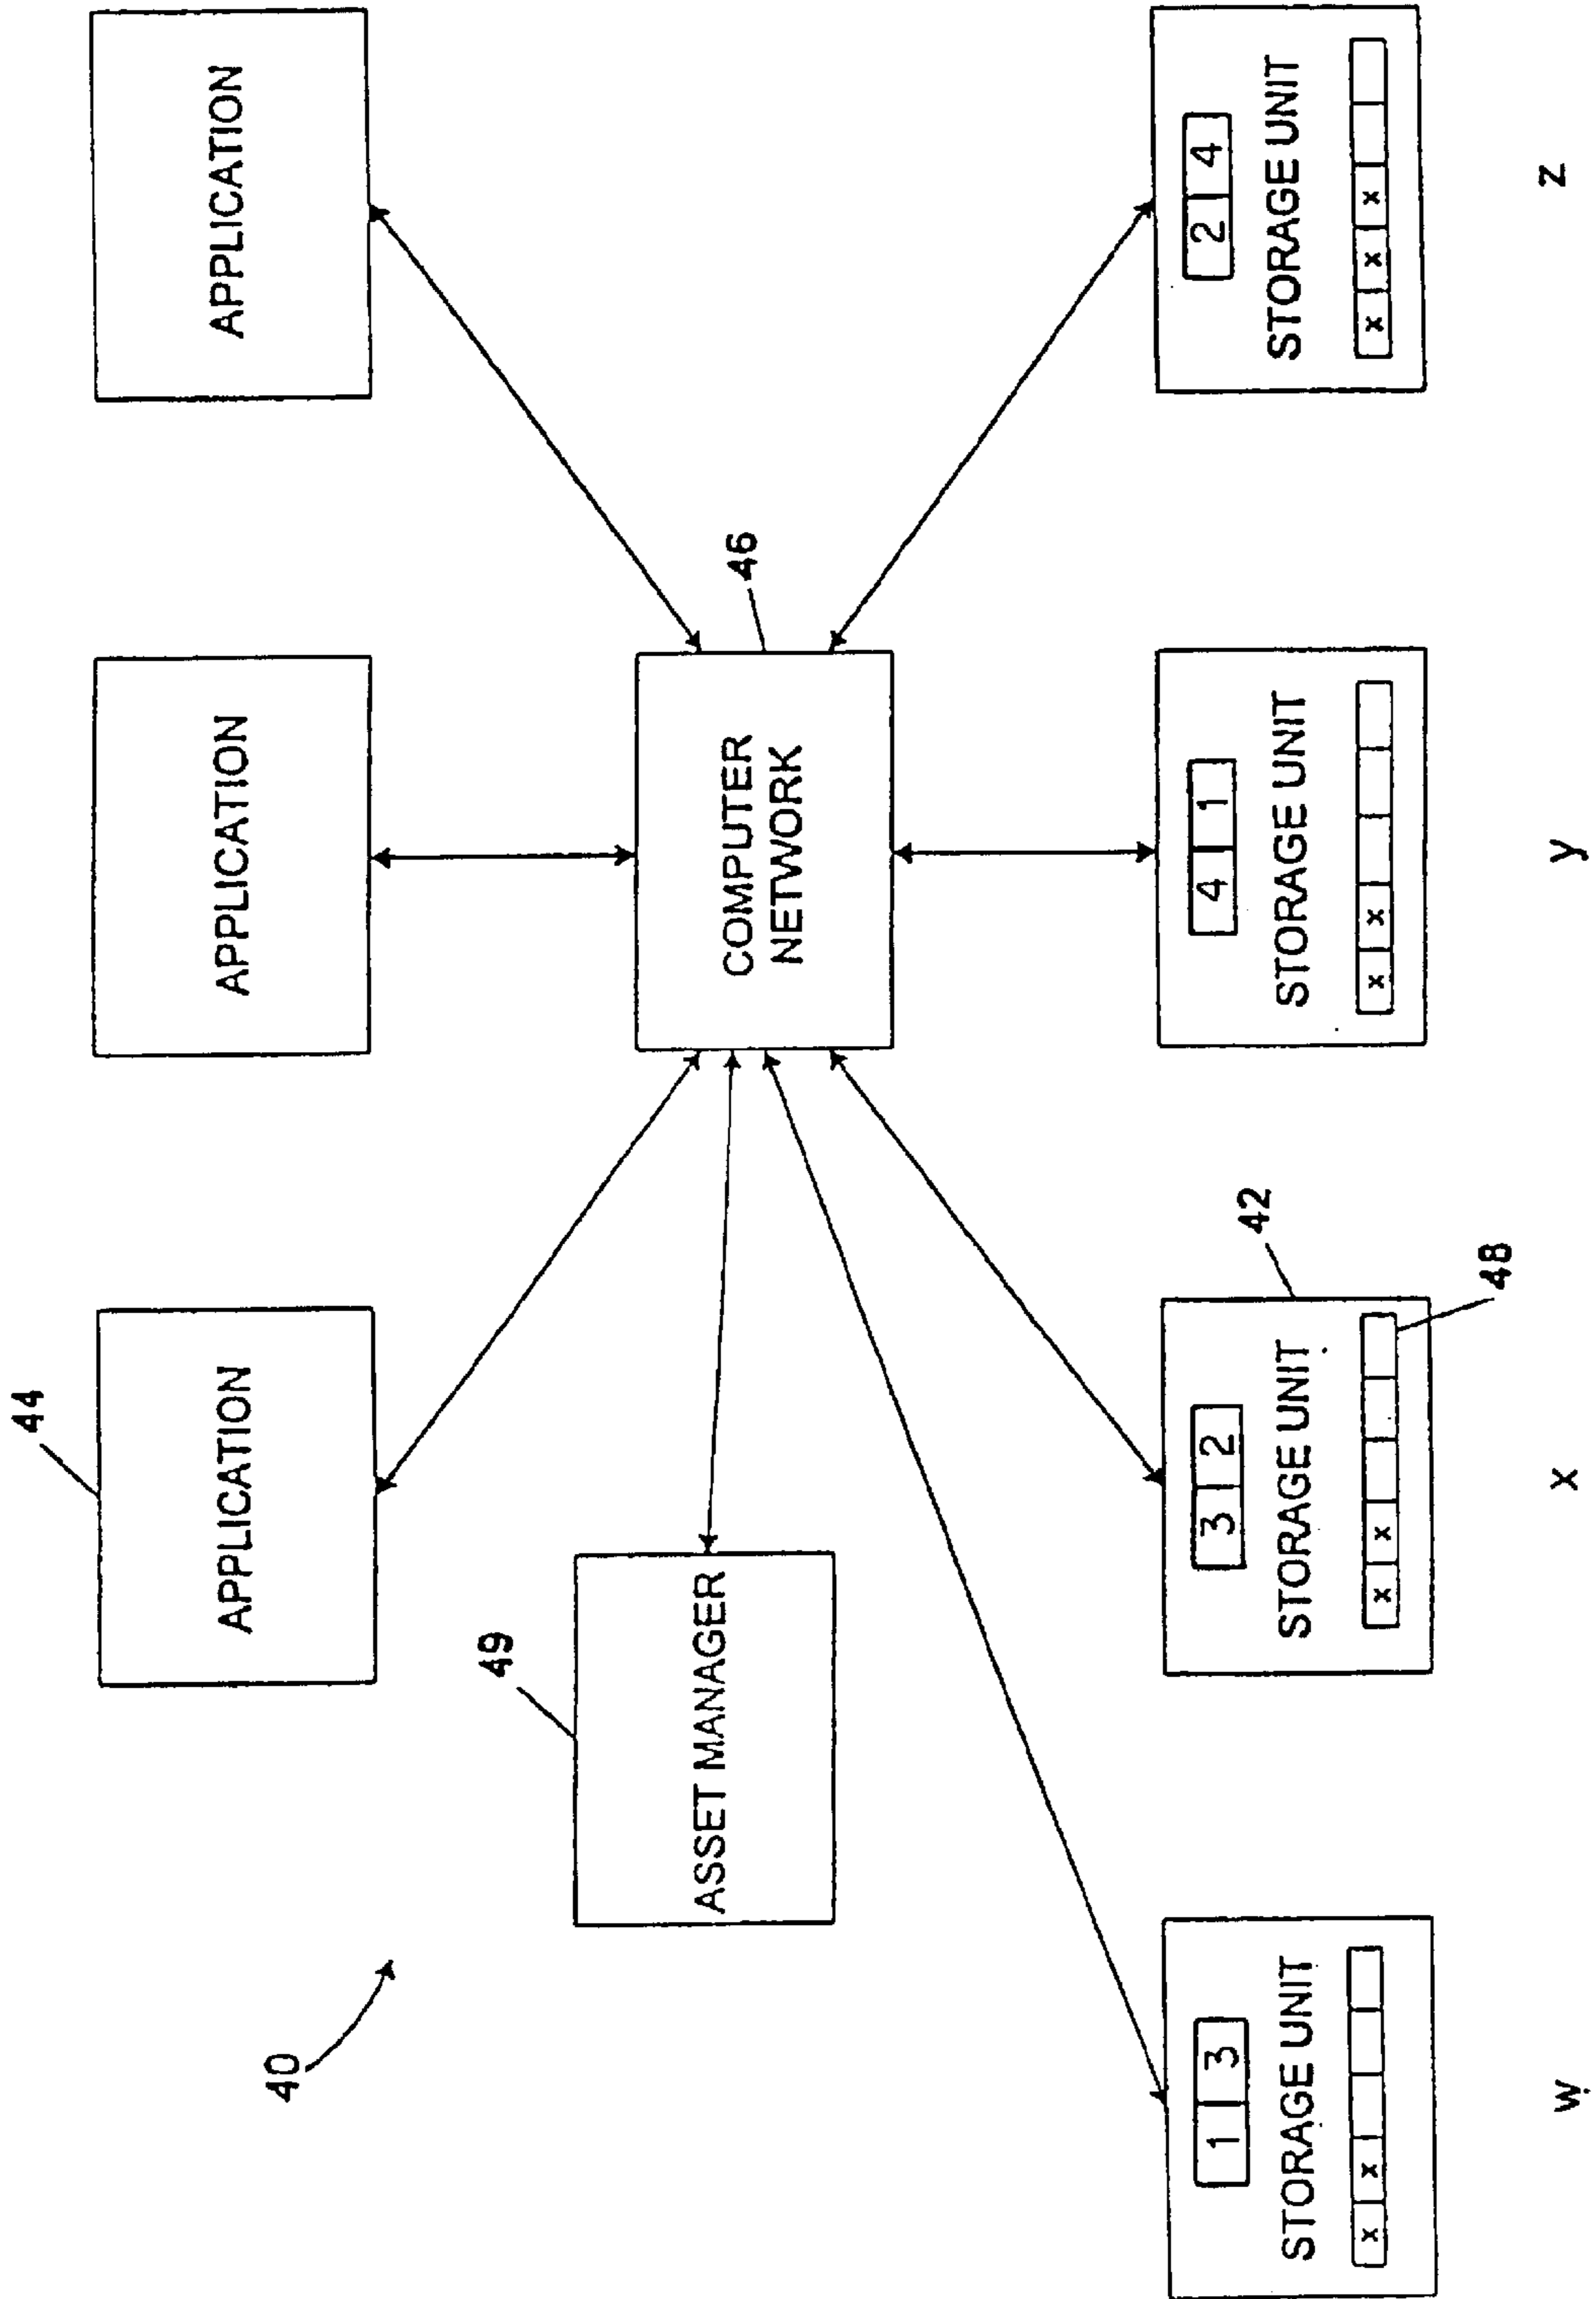 40
44
APPLICATION
APPLICATION
APPLICATION
49
ASSET MANAGER
COMPUTER
NETWORK
46
1 3
STORAGE UNIT
x x
w
3 2
STORAGE UNIT
x x
42
48
x
4 1
STORAGE UNIT
x x
y
2 4
STORAGE UNIT
x x x
z